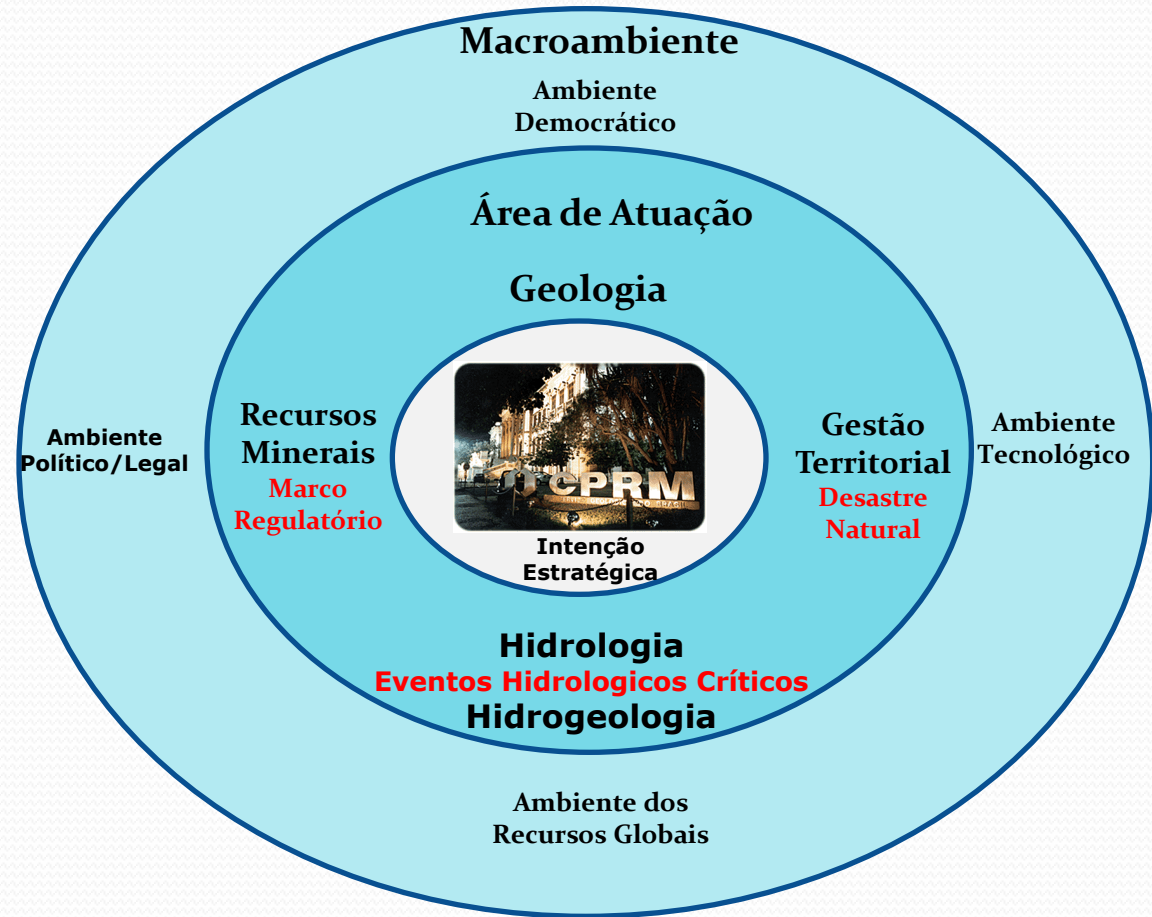 Macroambiente
Ambiente
Democrático
Área de Atuação
Geologia
Recursos
Minerais
Marco
Regulatório
Ambiente
Político/Legal
CPRM
Intenção
Estratégica
Gestão
Territorial
Desastre
Natural
Ambiente
Tecnológico
Hidrologia
Eventos Hidrologicos Críticos
Hidrogeologia
Ambiente dos
Recursos Globais